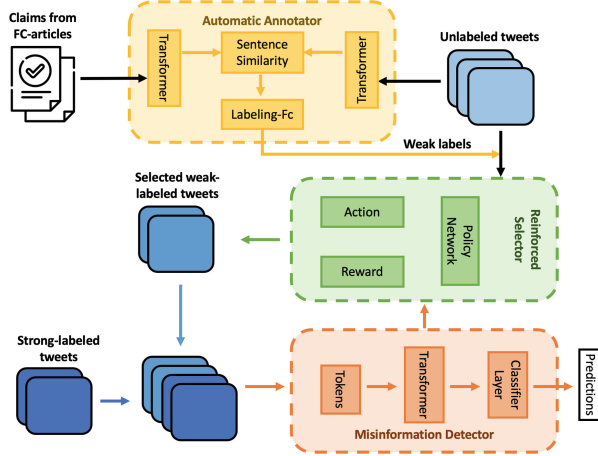 Claims from
FC-articles
Automatic Annotator
Unlabeled tweets
Transformer
Sentence
Similarity
Transformer
Labeling-Fc
Weak labels
Selected weak-
labeled tweets
Action
Policy
Network
Reinforced
Selector
Reward
Strong-labeled
tweets
Tokens
Transformer
Classifier
Layer
Predictions
Misinformation Detector